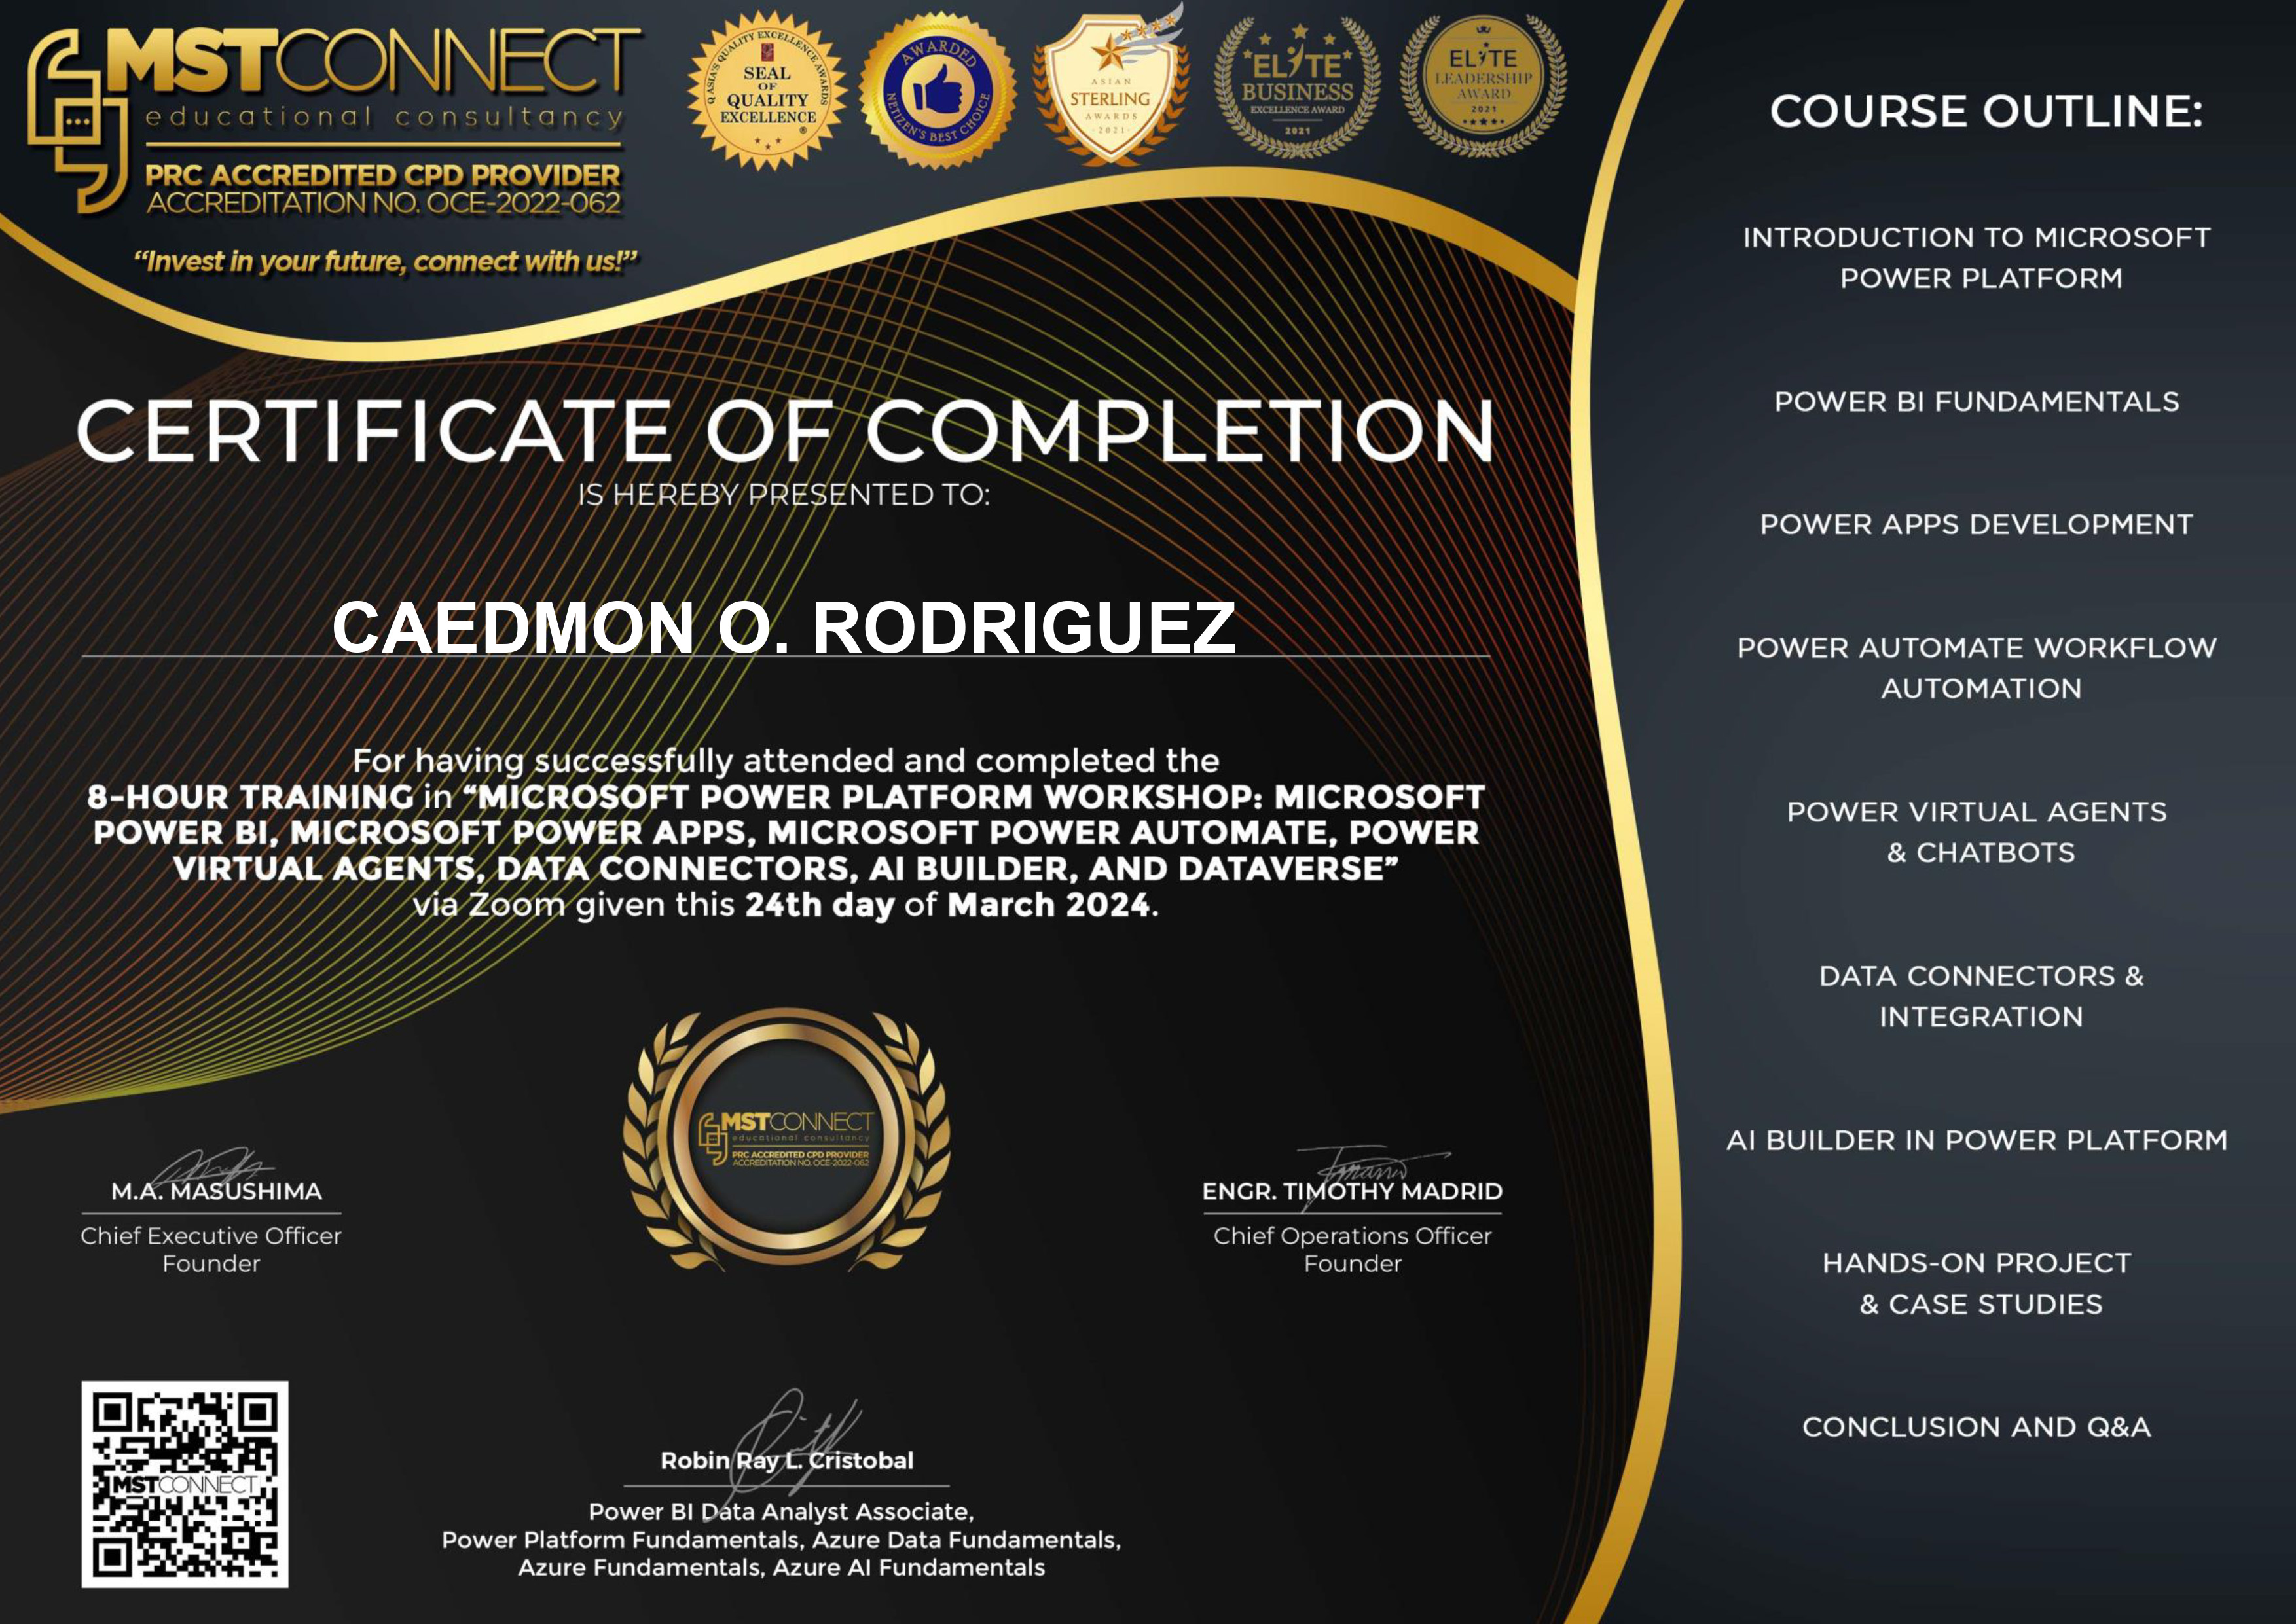 MSTCONNECT
educational consultancy
PRC ACCREDITED CPD PROVIDER
ACCREDITATION NO. OCE-2022-062
“Invest in your future, connect with us!”
ASIA'S QUALITY EXCELLENCE AWARDS
SEAL
OF
QUALITY
EXCELLENCE
®
AWARDED
NETIZEN'S BEST CHOICE
ASIAN
STERLING
AWARDS
·2021·
ELITE
BUSINESS
EXCELLENCE AWARD
2021
ELITE
LEADERSHIP
AWARD
2021
CERTIFICATE OF COMPLETION
IS HEREBY PRESENTED TO:
CAEDMON O. RODRIGUEZ
For having successfully attended and completed the
8-HOUR TRAINING in “MICROSOFT POWER PLATFORM WORKSHOP: MICROSOFT
POWER BI, MICROSOFT POWER APPS, MICROSOFT POWER AUTOMATE, POWER
VIRTUAL AGENTS, DATA CONNECTORS, AI BUILDER, AND DATAVERSE”
via Zoom given this 24th day of March 2024.
MSTCONNECT
educational consultancy
PRC ACCREDITED CPD PROVIDER
ACCREDITATION NO. OCE-2022-062
M.A. MASUSHIMA
Chief Executive Officer
Founder
ENGR. TIMOTHY MADRID
Chief Operations Officer
Founder
MSTCONNECT
Robin Ray L. Cristobal
Power BI Data Analyst Associate,
Power Platform Fundamentals, Azure Data Fundamentals,
Azure Fundamentals, Azure AI Fundamentals
COURSE OUTLINE:
INTRODUCTION TO MICROSOFT
POWER PLATFORM
POWER BI FUNDAMENTALS
POWER APPS DEVELOPMENT
POWER AUTOMATE WORKFLOW
AUTOMATION
POWER VIRTUAL AGENTS
& CHATBOTS
DATA CONNECTORS &
INTEGRATION
AI BUILDER IN POWER PLATFORM
HANDS-ON PROJECT
& CASE STUDIES
CONCLUSION AND Q&A